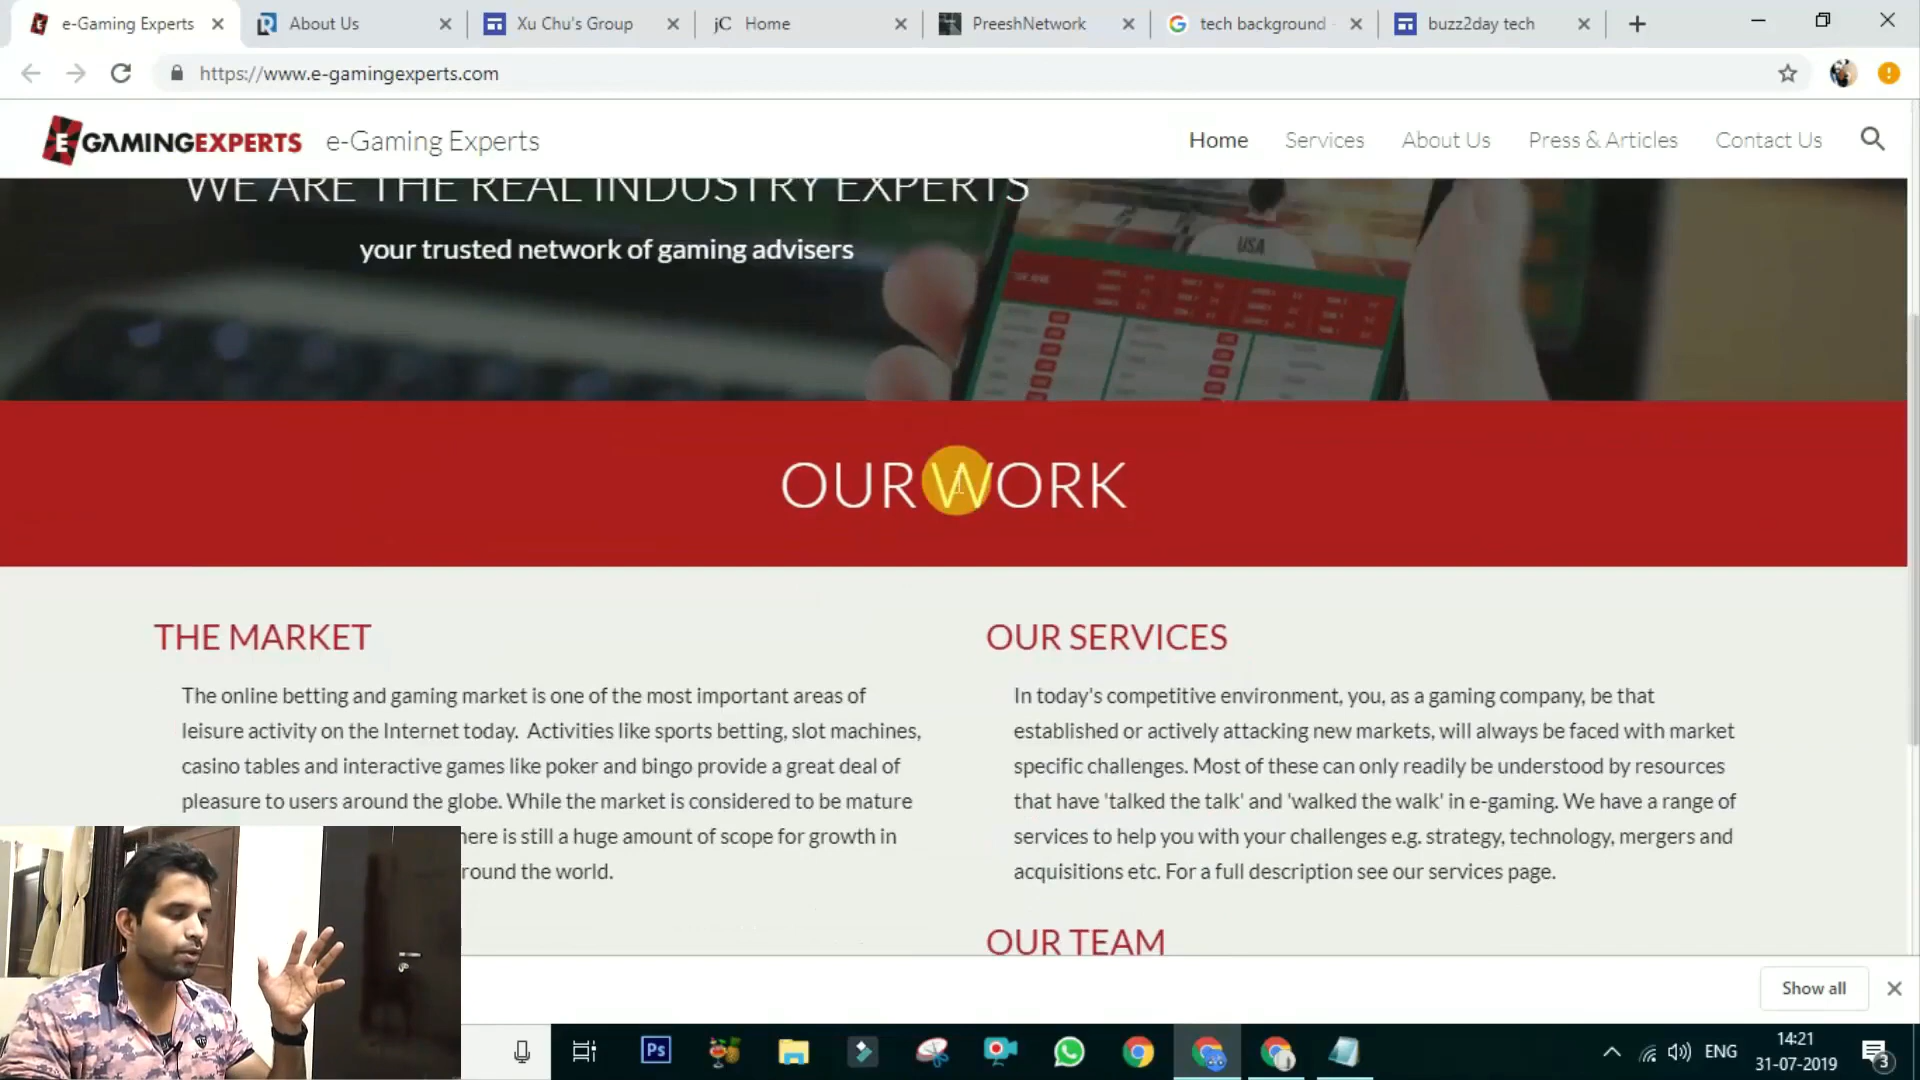 e-Gaming Experts
About Us
Xu Chu's Group
jC Home
PreeshNetwork
tech background
buzz2day tech
https://www.e-gamingexperts.com
E GAMINGEXPERTS
e-Gaming Experts
Home
Services
About Us
Press & Articles
Contact Us
WE ARE THE REAL INDUSTRY EXPERTS
your trusted network of gaming advisers
USA
OUR WORK
THE MARKET
The online betting and gaming market is one of the most important areas of
leisure activity on the Internet today. Activities like sports betting, slot machines,
casino tables and interactive games like poker and bingo provide a great deal of
pleasure to users around the globe. While the market is considered to be mature
here is still a huge amount of scope for growth in
round the world.
OUR SERVICES
In today's competitive environment, you, as a gaming company, be that
established or actively attacking new markets, will always be faced with market
specific challenges. Most of these can only readily be understood by resources
that have 'talked the talk' and 'walked the walk' in e-gaming. We have a range of
services to help you with your challenges e.g. strategy, technology, mergers and
acquisitions etc. For a full description see our services page.
OUR TEAM
Show all
Ps
ENG
14:21
31-07-2019
3